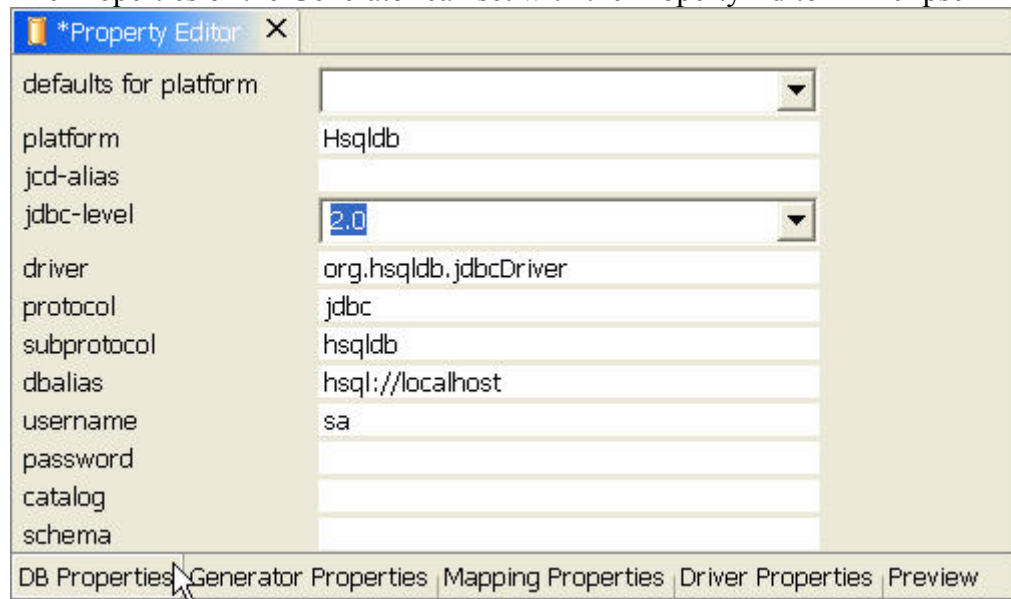 *Property Editor
defaults for platform
platform Hsqldb
jcd-alias
jdbc-level 2.0
driver org.hsqldb.jdbcDriver
protocol jdbc
subprotocol hsqldb
dbalias hsql://localhost
username sa
password
catalog
schema
DB Properties Generator Properties Mapping Properties Driver Properties Preview